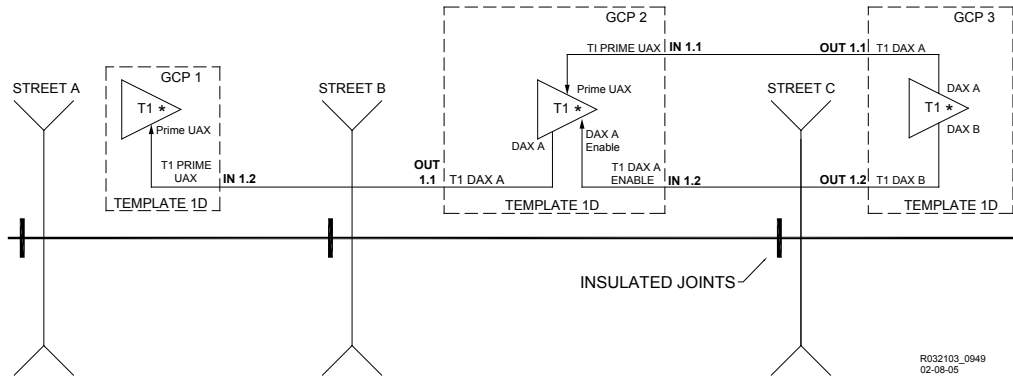 GCP 1
GCP 2
GCP 3
STREET A
T1 *
Prime UAX
T1 PRIME
UAX
IN 1.2
TEMPLATE 1D
STREET B
OUT
1.1
T1 DAX A
TI PRIME UAX
IN 1.1
T1 *
Prime UAX
DAX A
DAX A
Enable
T1 DAX A
ENABLE
IN 1.2
TEMPLATE 1D
STREET C
OUT 1.1
T1 DAX A
DAX A
T1 *
DAX B
OUT 1.2
T1 DAX B
TEMPLATE 1D
INSULATED JOINTS
R032103_0949
02-08-05